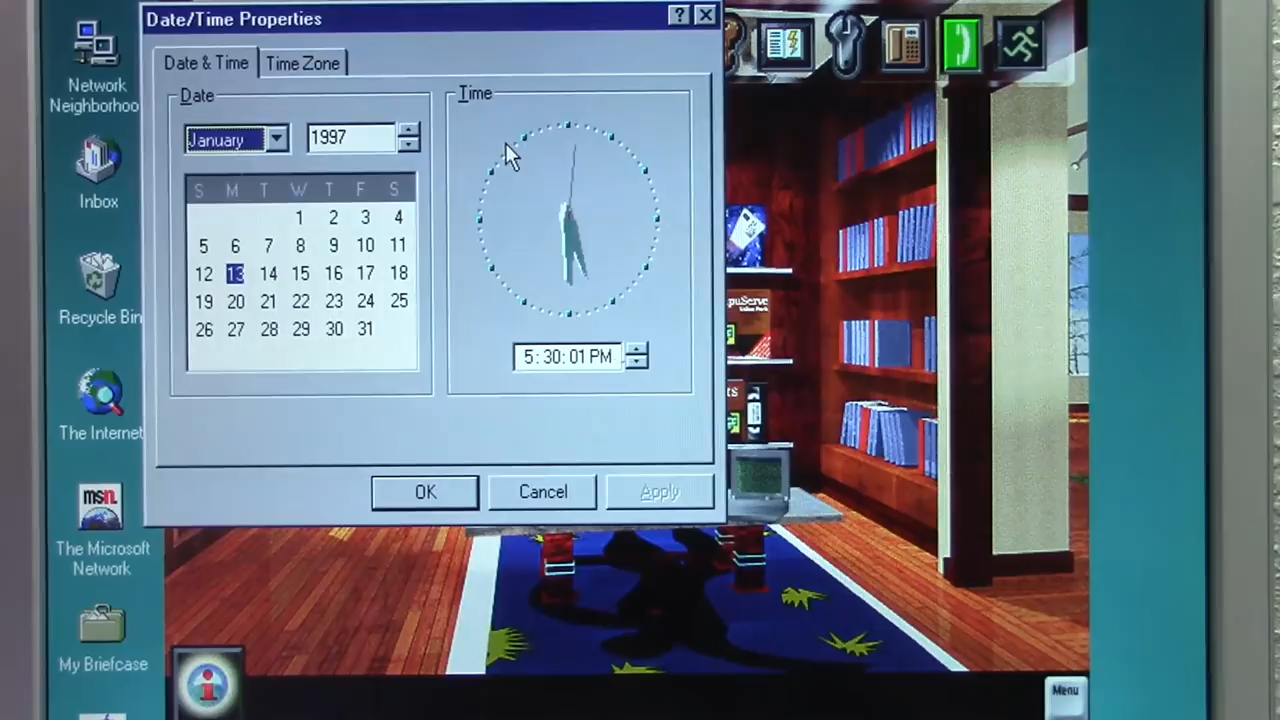 Date/Time Properties
Date & Time
Time Zone
Date
January
1997
S M T W T F S
1 2 3 4
5 6 7 8 9 10 11
12 13 14 15 16 17 18
19 20 21 22 23 24 25
26 27 28 29 30 31
Time
5:30:01 PM
OK
Cancel
Apply
Network
Neighborhoo
Inbox
Recycle Bin
The Internet
msn
The Microsoft
Network
My Briefcase
puServe
Menu